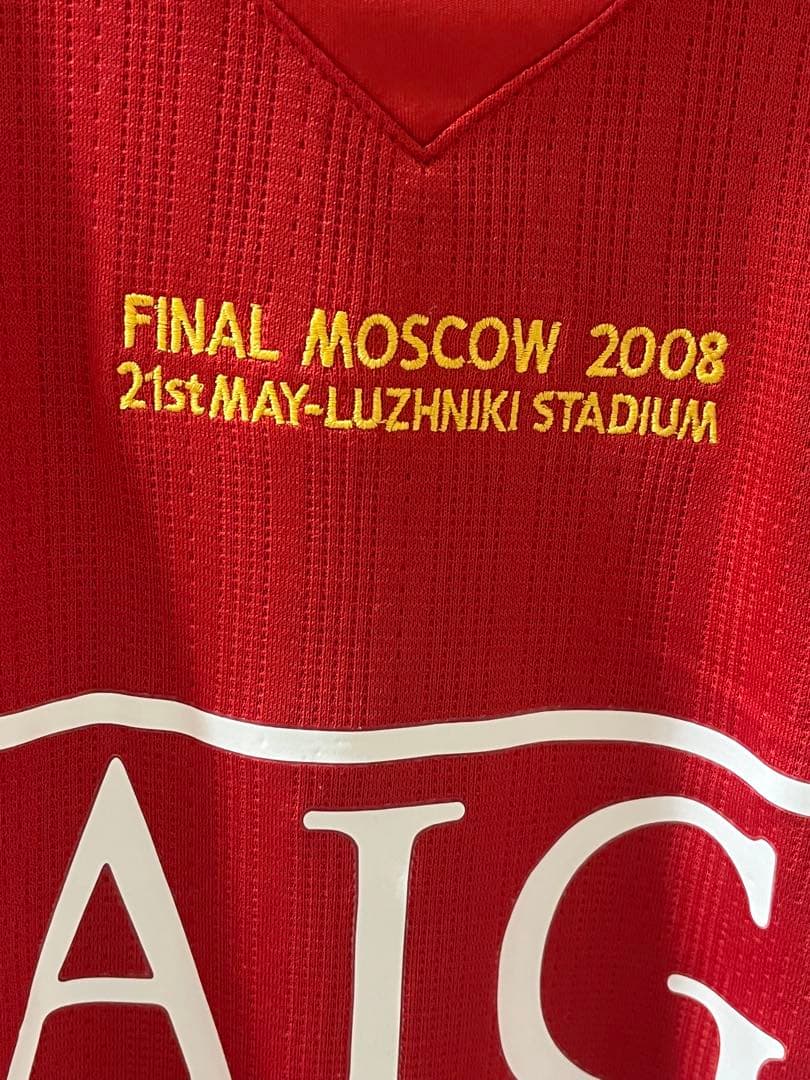 FINAL MOSCOW 2008
21st MAY-LUZHNIKI STADIUM
AIG